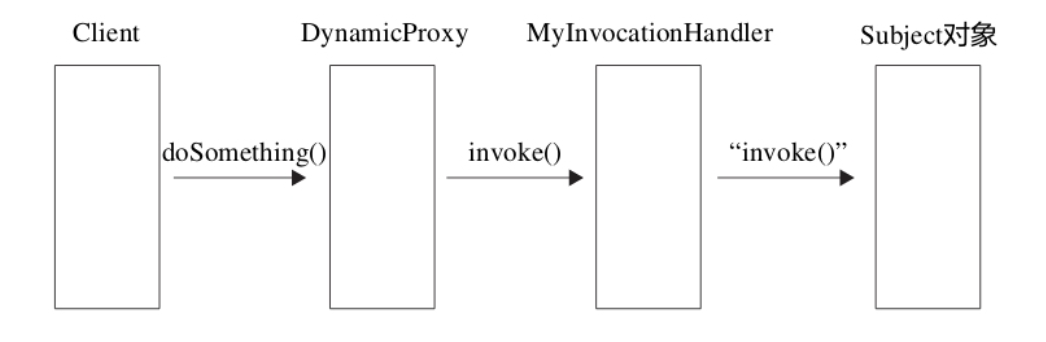 Client
DynamicProxy
MyInvocationHandler
Subject对象
doSomething()
invoke()
“invoke()”